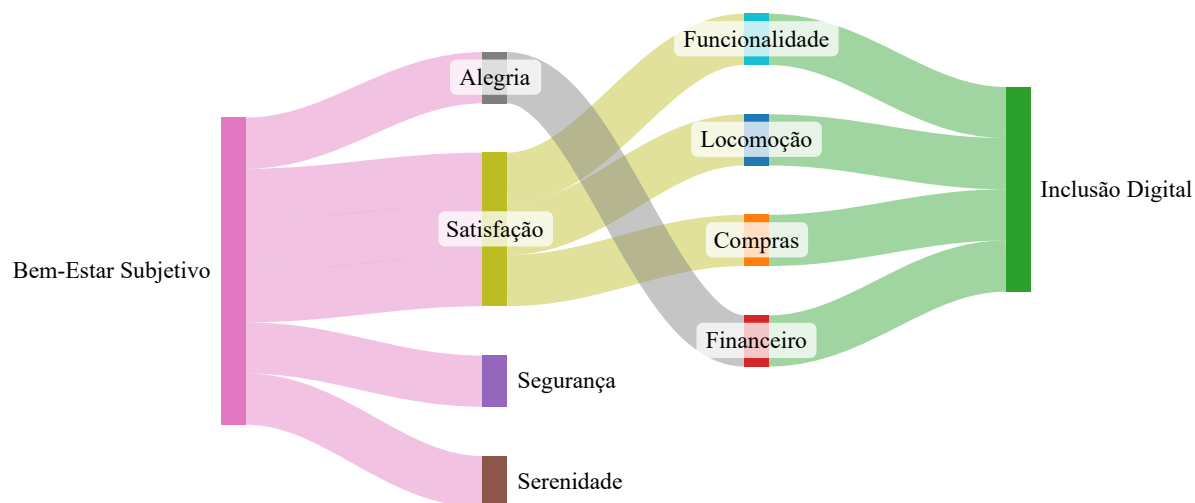 Funcionalidade
Alegria
Locomoção
Inclusão Digital
Satisfação
Compras
Bem-Estar Subjetivo
Financeiro
Segurança
Serenidade